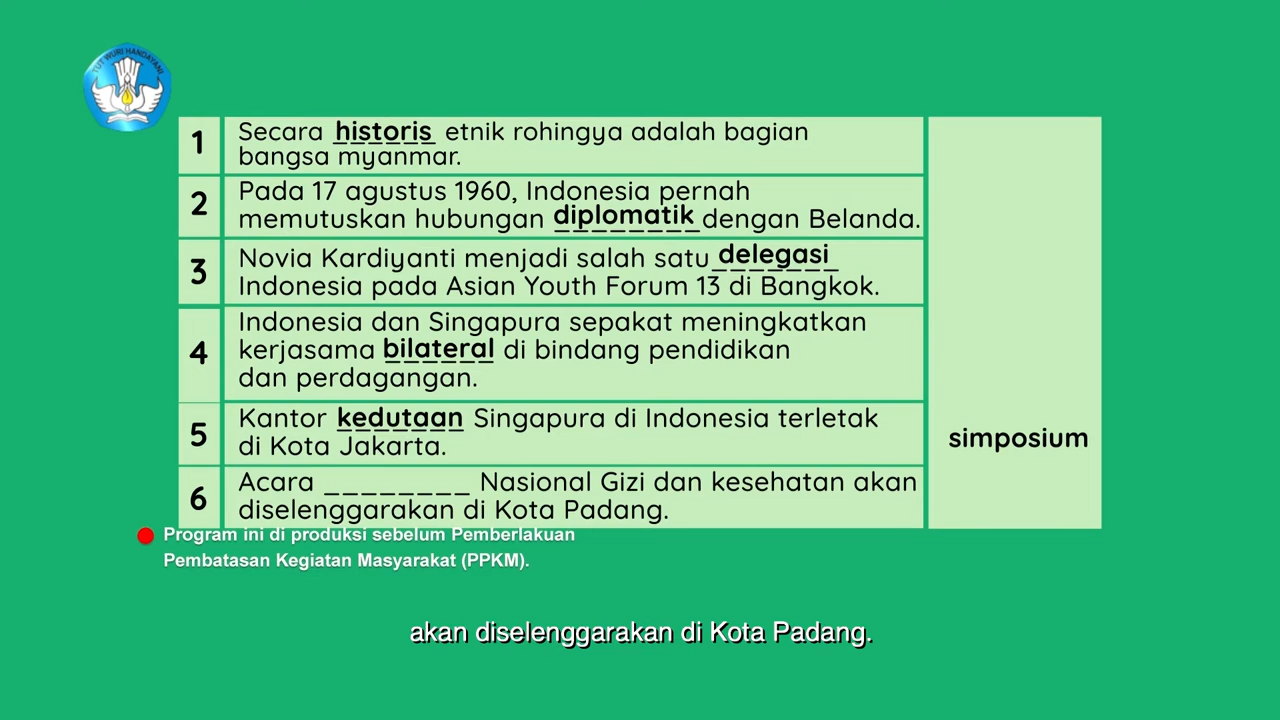 TUT WURI HANDAYANI
1
Secara historis etnik rohingya adalah bagian
bangsa myanmar.
2
Pada 17 agustus 1960, Indonesia pernah
memutuskan hubungan diplomatik dengan Belanda.
3
Novia Kardiyanti menjadi salah satu delegasi
Indonesia pada Asian Youth Forum 13 di Bangkok.
4
Indonesia dan Singapura sepakat meningkatkan
kerjasama bilateral di bindang pendidikan
dan perdagangan.
5
Kantor kedutaan Singapura di Indonesia terletak
di Kota Jakarta.
6
Acara ________ Nasional Gizi dan kesehatan akan
diselenggarakan di Kota Padang.
simposium
Program ini di produksi sebelum Pemberlakuan
Pembatasan Kegiatan Masyarakat (PPKM).
akan diselenggarakan di Kota Padang.